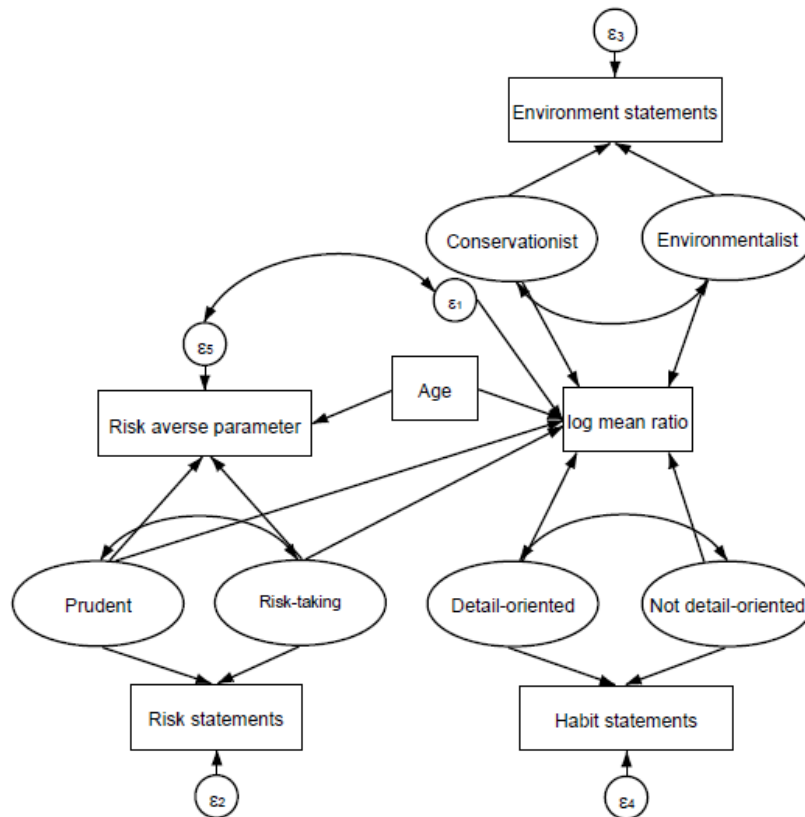 ε₃
Environment statements
Conservationist
Environmentalist
ε₁
ε₅
Age
Risk averse parameter
log mean ratio
Prudent
Risk-taking
Detail-oriented
Not detail-oriented
Risk statements
Habit statements
ε₂
ε₄